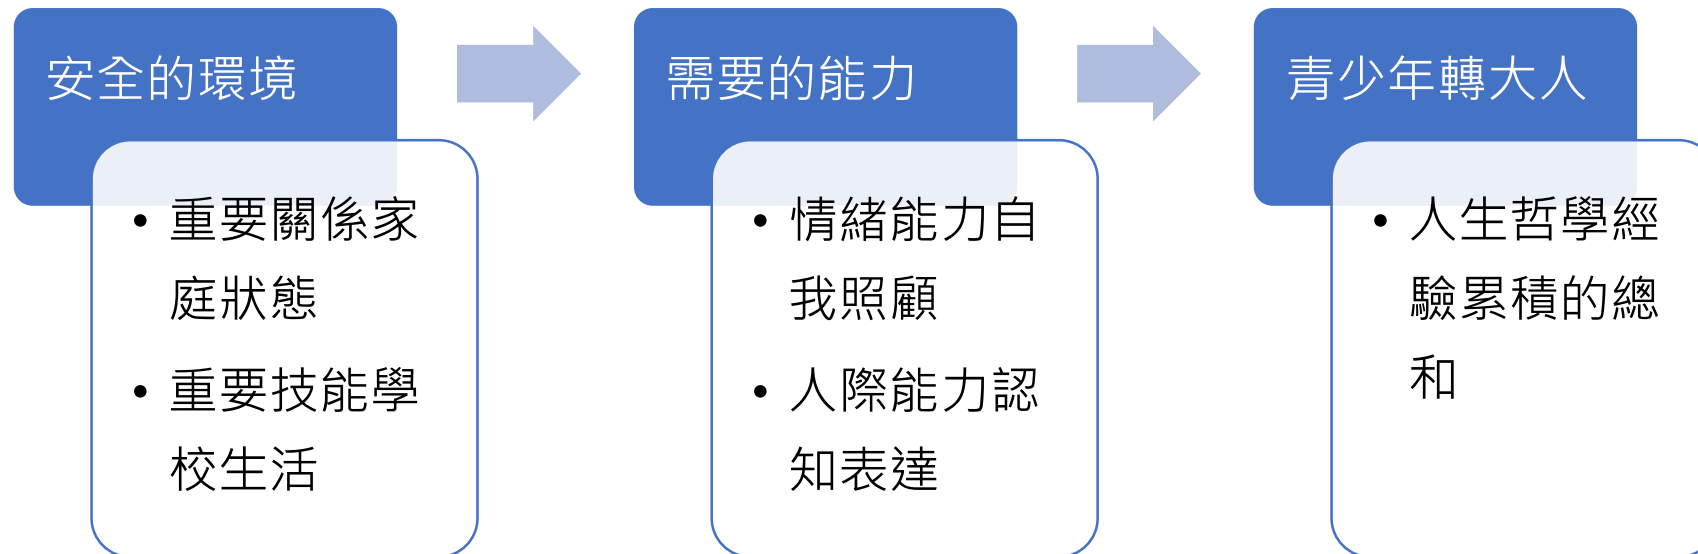 安全的環境
• 重要關係家
庭狀態
• 重要技能學
校生活
需要的能力
• 情緒能力自
我照顧
• 人際能力認
知表達
青少年轉大人
• 人生哲學經
驗累積的總
和